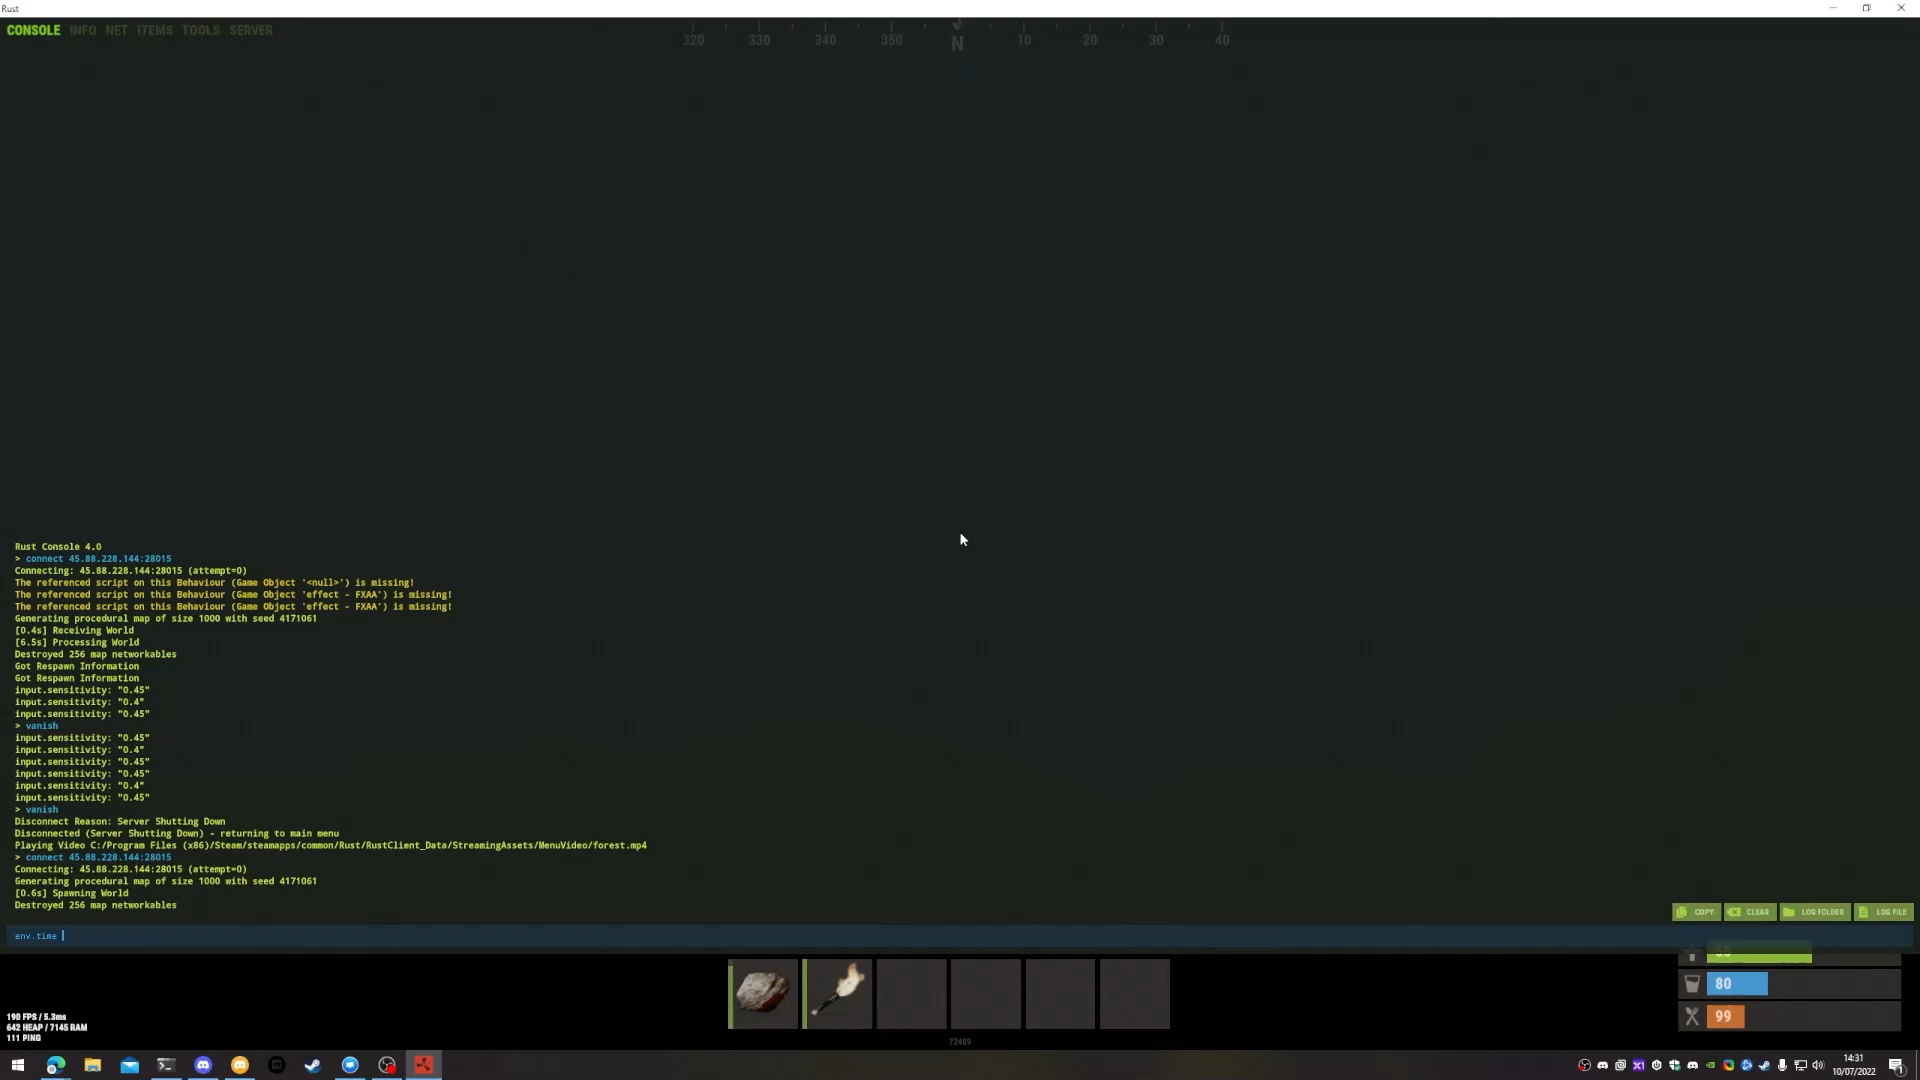 Rust
CONSOLE INFO NET ITEMS TOOLS SERVER
320 330 340 350 N 10 20 30 40
Rust Console 4.0
> connect 45.88.228.144:28015
Connecting: 45.88.228.144:28015 (attempt=0)
The referenced script on this Behaviour (Game Object '<null>') is missing!
The referenced script on this Behaviour (Game Object 'effect - FXAA') is missing!
The referenced script on this Behaviour (Game Object 'effect - FXAA') is missing!
Generating procedural map of size 1000 with seed 4171061
[0.4s] Receiving World
[6.5s] Processing World
Destroyed 256 map networkables
Got Respawn Information
Got Respawn Information
input.sensitivity: "0.45"
input.sensitivity: "0.4"
input.sensitivity: "0.45"
> vanish
input.sensitivity: "0.45"
input.sensitivity: "0.4"
input.sensitivity: "0.45"
input.sensitivity: "0.45"
input.sensitivity: "0.4"
input.sensitivity: "0.45"
> vanish
Disconnect Reason: Server Shutting Down
Disconnected (Server Shutting Down) - returning to main menu
Playing Video C:/Program Files (x86)/Steam/steamapps/common/Rust/RustClient_Data/StreamingAssets/MenuVideo/forest.mp4
> connect 45.88.228.144:28015
Connecting: 45.88.228.144:28015 (attempt=0)
Generating procedural map of size 1000 with seed 4171061
[0.6s] Spawning World
Destroyed 256 map networkables
COPY CLEAR LOG FOLDER LOG FILE
env.time
55
80
99
190 FPS / 5.3ms
642 HEAP / 7145 RAM
111 PING
72489
14:31
10/07/2022